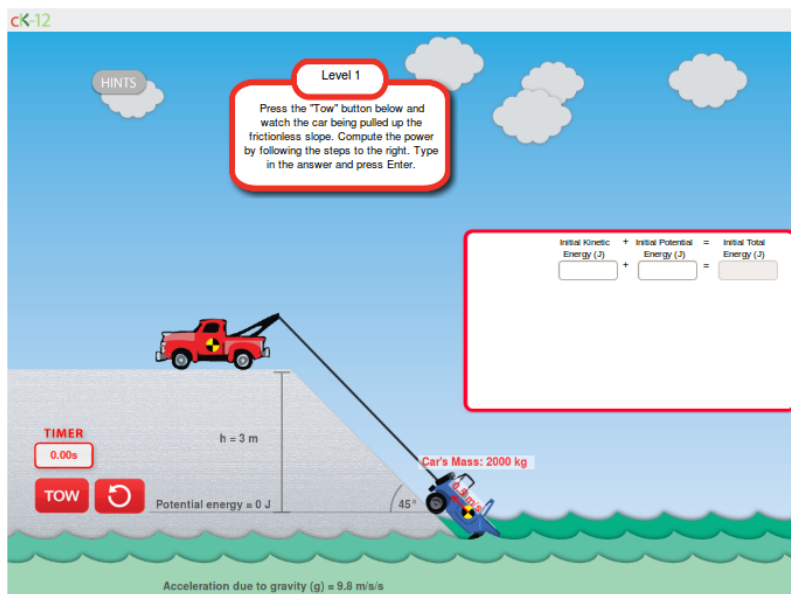 cK-12
HINTS
Level 1
Press the "Tow" button below and
watch the car being pulled up the
frictionless slope. Compute the power
by following the steps to the right. Type
in the answer and press Enter.
Initial Kinetic + Initial Potential = Initial Total
Energy (J) Energy (J) Energy (J)
+ =
TIMER
0.00s
TOW
h = 3 m
Potential energy = 0 J
45°
Car's Mass: 2000 kg
Acceleration due to gravity (g) = 9.8 m/s/s